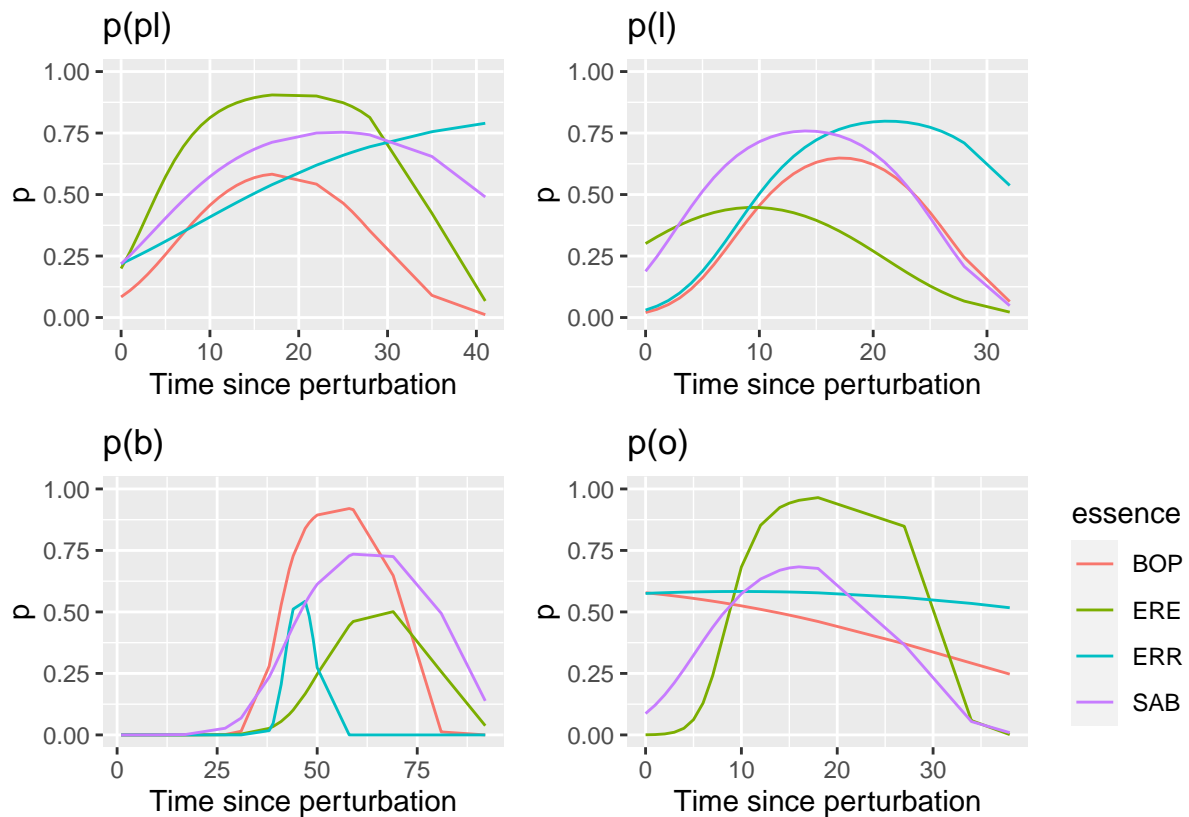 p(pl)
p
1.00
0.75
0.50
0.25
0.00
0 10 20 30 40
Time since perturbation
p(l)
p
1.00
0.75
0.50
0.25
0.00
0 10 20 30
Time since perturbation
p(b)
p
1.00
0.75
0.50
0.25
0.00
0 25 50 75
Time since perturbation
p(o)
p
1.00
0.75
0.50
0.25
0.00
0 10 20 30
Time since perturbation
essence
BOP
ERE
ERR
SAB